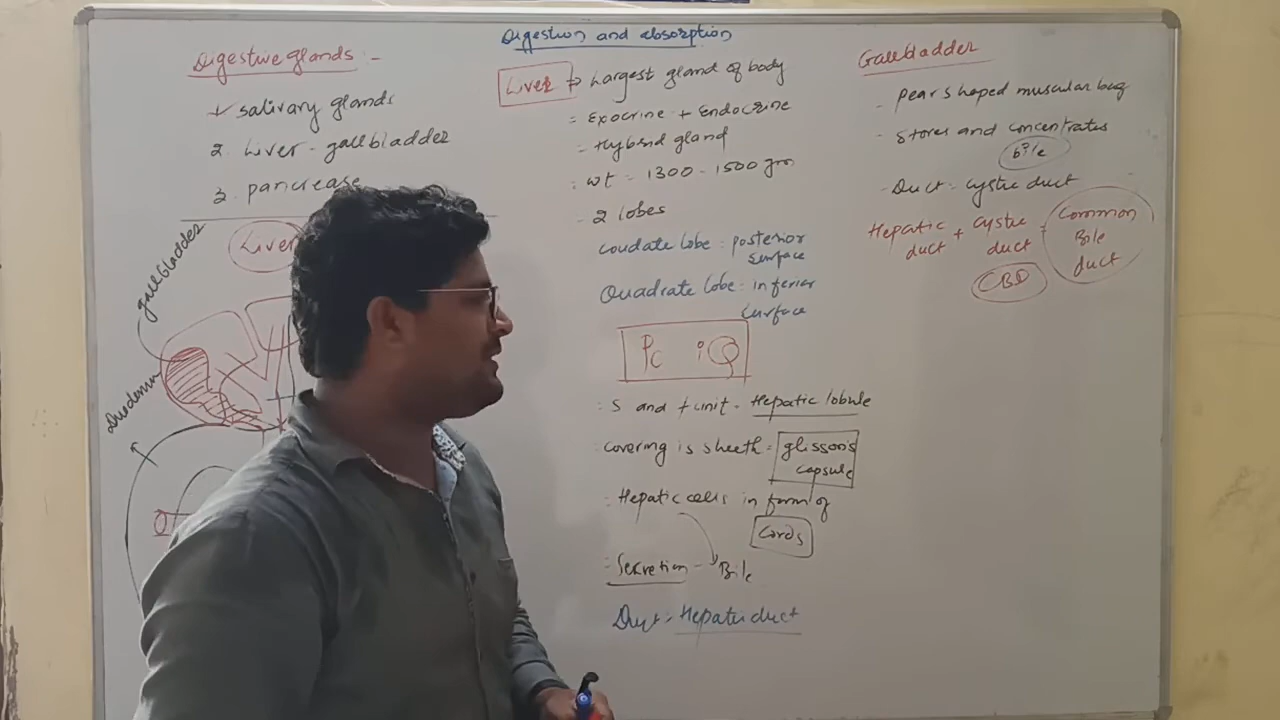 Digestion and absorption
Digestive glands :-
1. salivary glands
2. Liver - gallbladder
3. pancrease
Liver
gallbladder
Duodenum
Liver => Largest gland of body
= Exocrine + Endocrine
= Hybrid gland
= wt - 1300 - 1500 gm
= 2 lobes
Coudate lobe : posterior
surface
Quadrate lobe : inferior
surface
Pc iQ
: S and f unit - Hepatic lobule
covering is sheeth = glisson's
capsule
= Hepatic cells in form of
cords
= Secretion - Bile
Duct = Hepatic duct
Gallbladder
- pear shaped muscular bag
- stores and concentrates
bile
- Duct - cystic duct
Hepatic duct + cystic duct = Common Bile duct
CBD